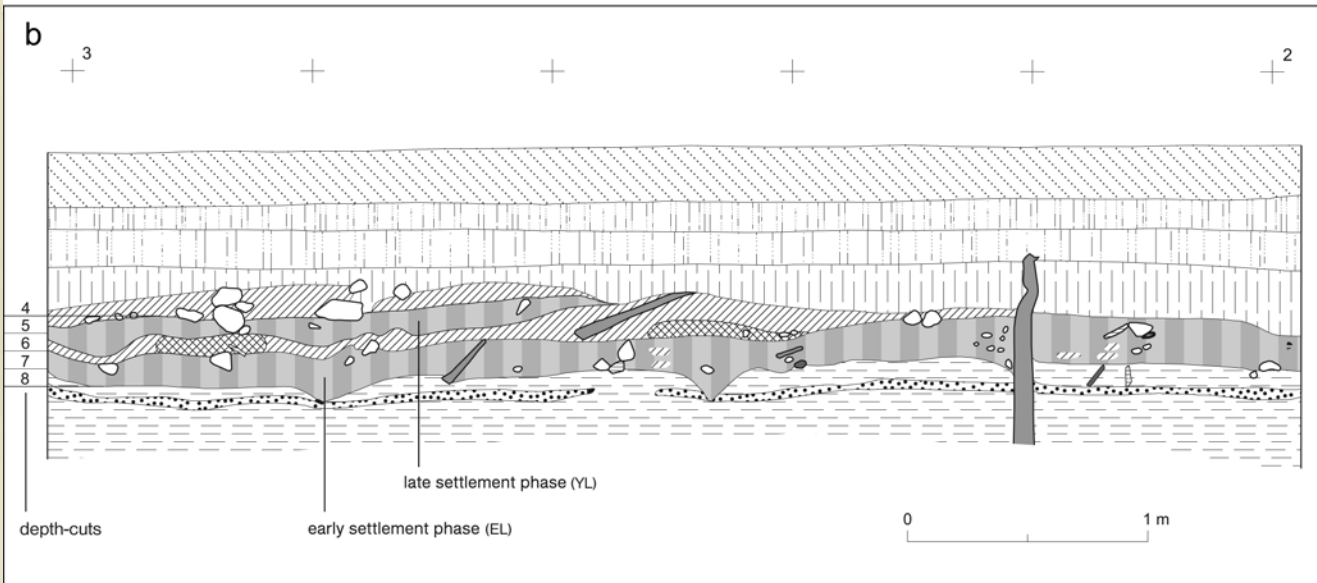 b
3
2
4
5
6
7
8
late settlement phase (YL)
early settlement phase (EL)
depth-cuts
0
1 m